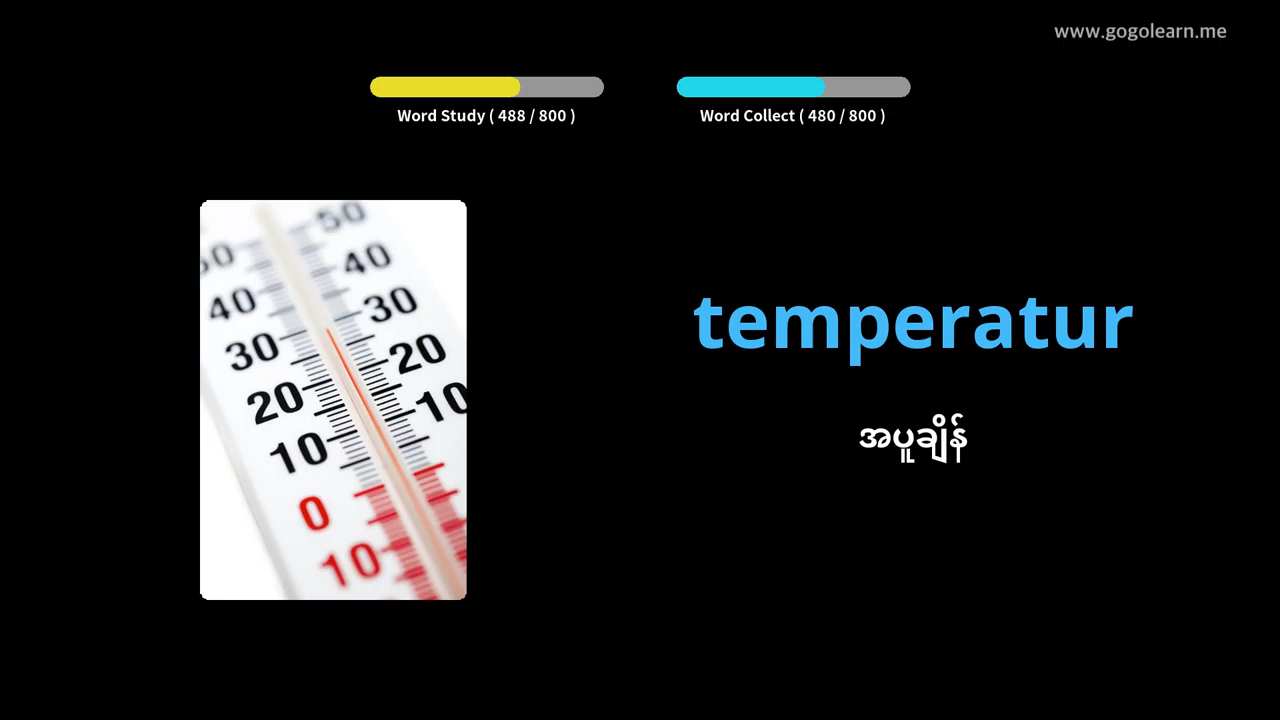 www.gogolearn.me
Word Study ( 488 / 800 )
Word Collect ( 480 / 800 )
50
40
40
30
30
20
20
10
10
0
10
temperatur
အပူချိန်